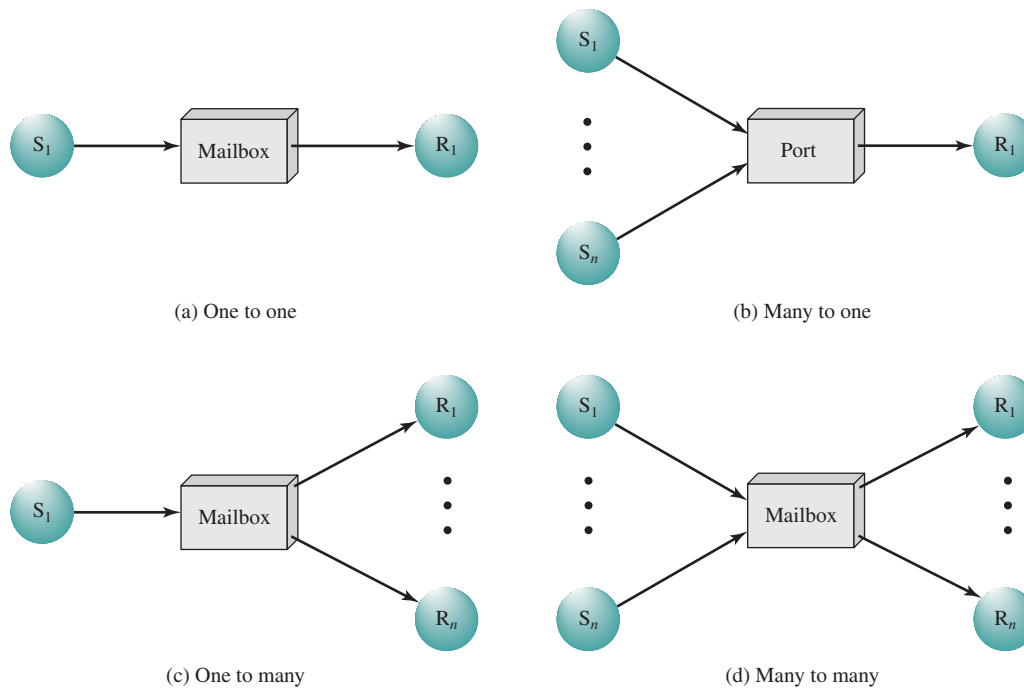 S₁
Mailbox
R₁
(a) One to one
S₁
Sₙ
Port
R₁
(b) Many to one
S₁
Mailbox
R₁
Rₙ
(c) One to many
S₁
Sₙ
Mailbox
R₁
Rₙ
(d) Many to many